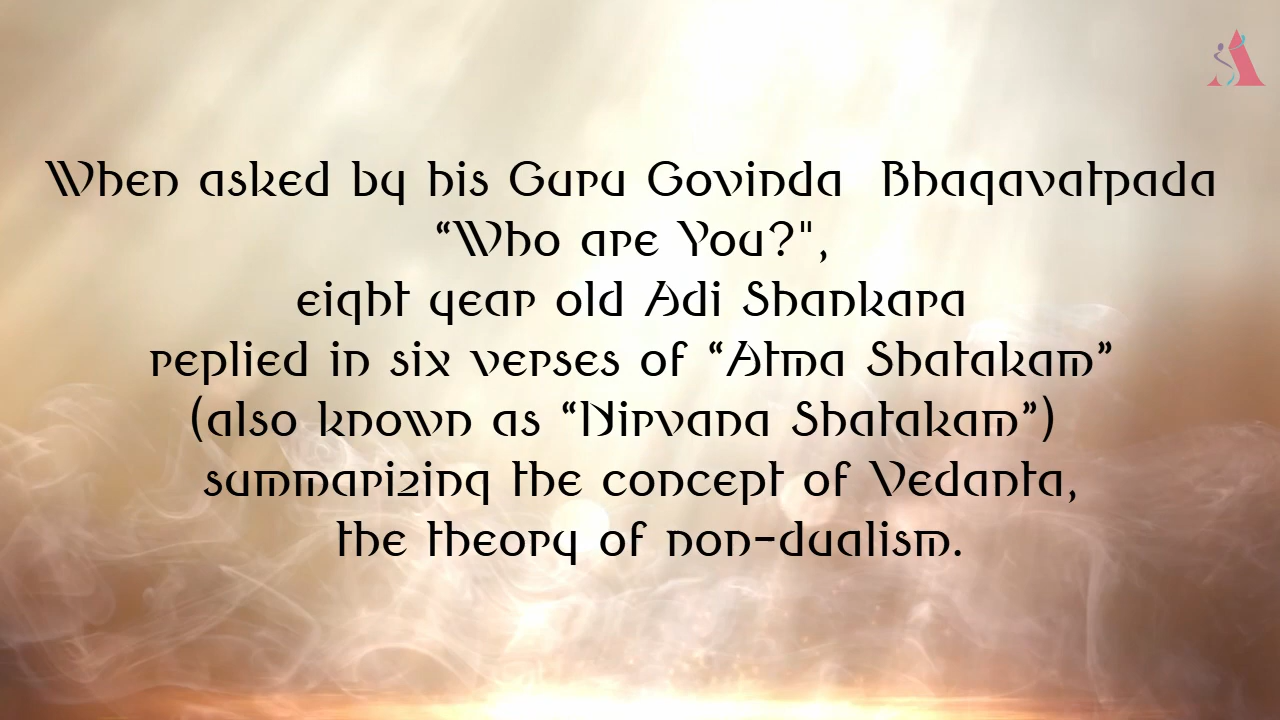 When asked by his Guru Govinda Bhagavatpada
“Who are You?",
eight year old Adi Shankara
replied in six verses of “Atma Shatakam”
(also known as “Nirvana Shatakam”)
summarizing the concept of Vedanta,
the theory of non-dualism.